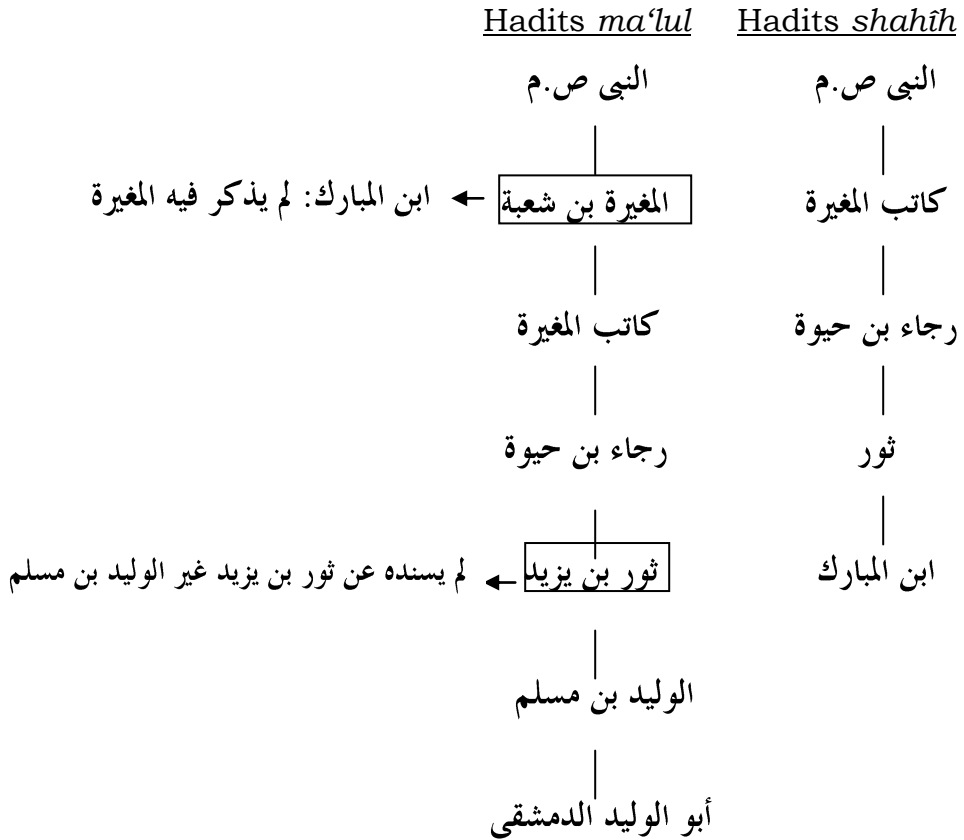 Hadits ma‘lul Hadits shahîh
النبى ص.م النبى ص.م
كاتب المغيرة المغيرة بن شعبة ابن المبارك: لم يذكر فيه المغيرة
رجاء بن حيوة كاتب المغيرة
ثور رجاء بن حيوة
ابن المبارك ثور بن يزيد لم يسنده عن ثور بن يزيد غير الوليد بن مسلم
الوليد بن مسلم
أبو الوليد الدمشقى